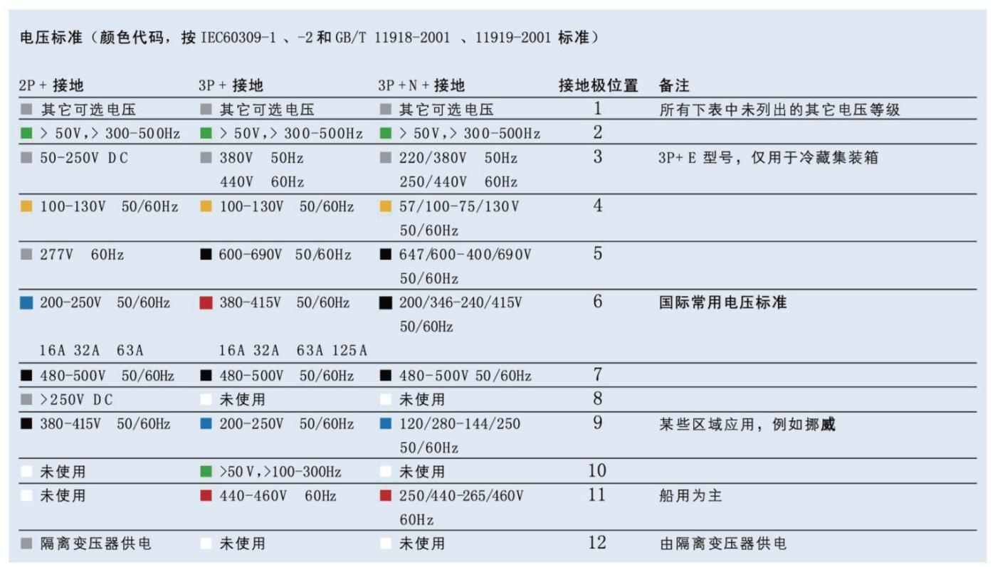 电压标准（颜色代码，按 IEC60309-1 、-2 和 GB/T 11918-2001 、11919-2001 标准）
2P + 接地 3P + 接地 3P +N + 接地 接地极位置 备注
其它可选电压 其它可选电压 其它可选电压 1 所有下表中未列出的其它电压等级
> 50V,> 300-500Hz > 50V,> 300-500Hz > 50V,> 300-500Hz 2
50-250V DC 380V 50Hz 220/380V 50Hz 3 3P+ E 型号，仅用于冷藏集装箱
440V 60Hz 250/440V 60Hz
100-130V 50/60Hz 100-130V 50/60Hz 57/100-75/130V 4
50/60Hz
277V 60Hz 600-690V 50/60Hz 647/600-400/690V 5
50/60Hz
200-250V 50/60Hz 380-415V 50/60Hz 200/346-240/415V 6 国际常用电压标准
50/60Hz
16A 32A 63A 16A 32A 63A 125A
480-500V 50/60Hz 480-500V 50/60Hz 480-500V 50/60Hz 7
>250V DC 未使用 未使用 8
380-415V 50/60Hz 200-250V 50/60Hz 120/280-144/250 9 某些区域应用，例如挪威
50/60Hz
未使用 >50V,>100-300Hz 未使用 10
未使用 440-460V 60Hz 250/440-265/460V 11 船用为主
60Hz
隔离变压器供电 未使用 未使用 12 由隔离变压器供电